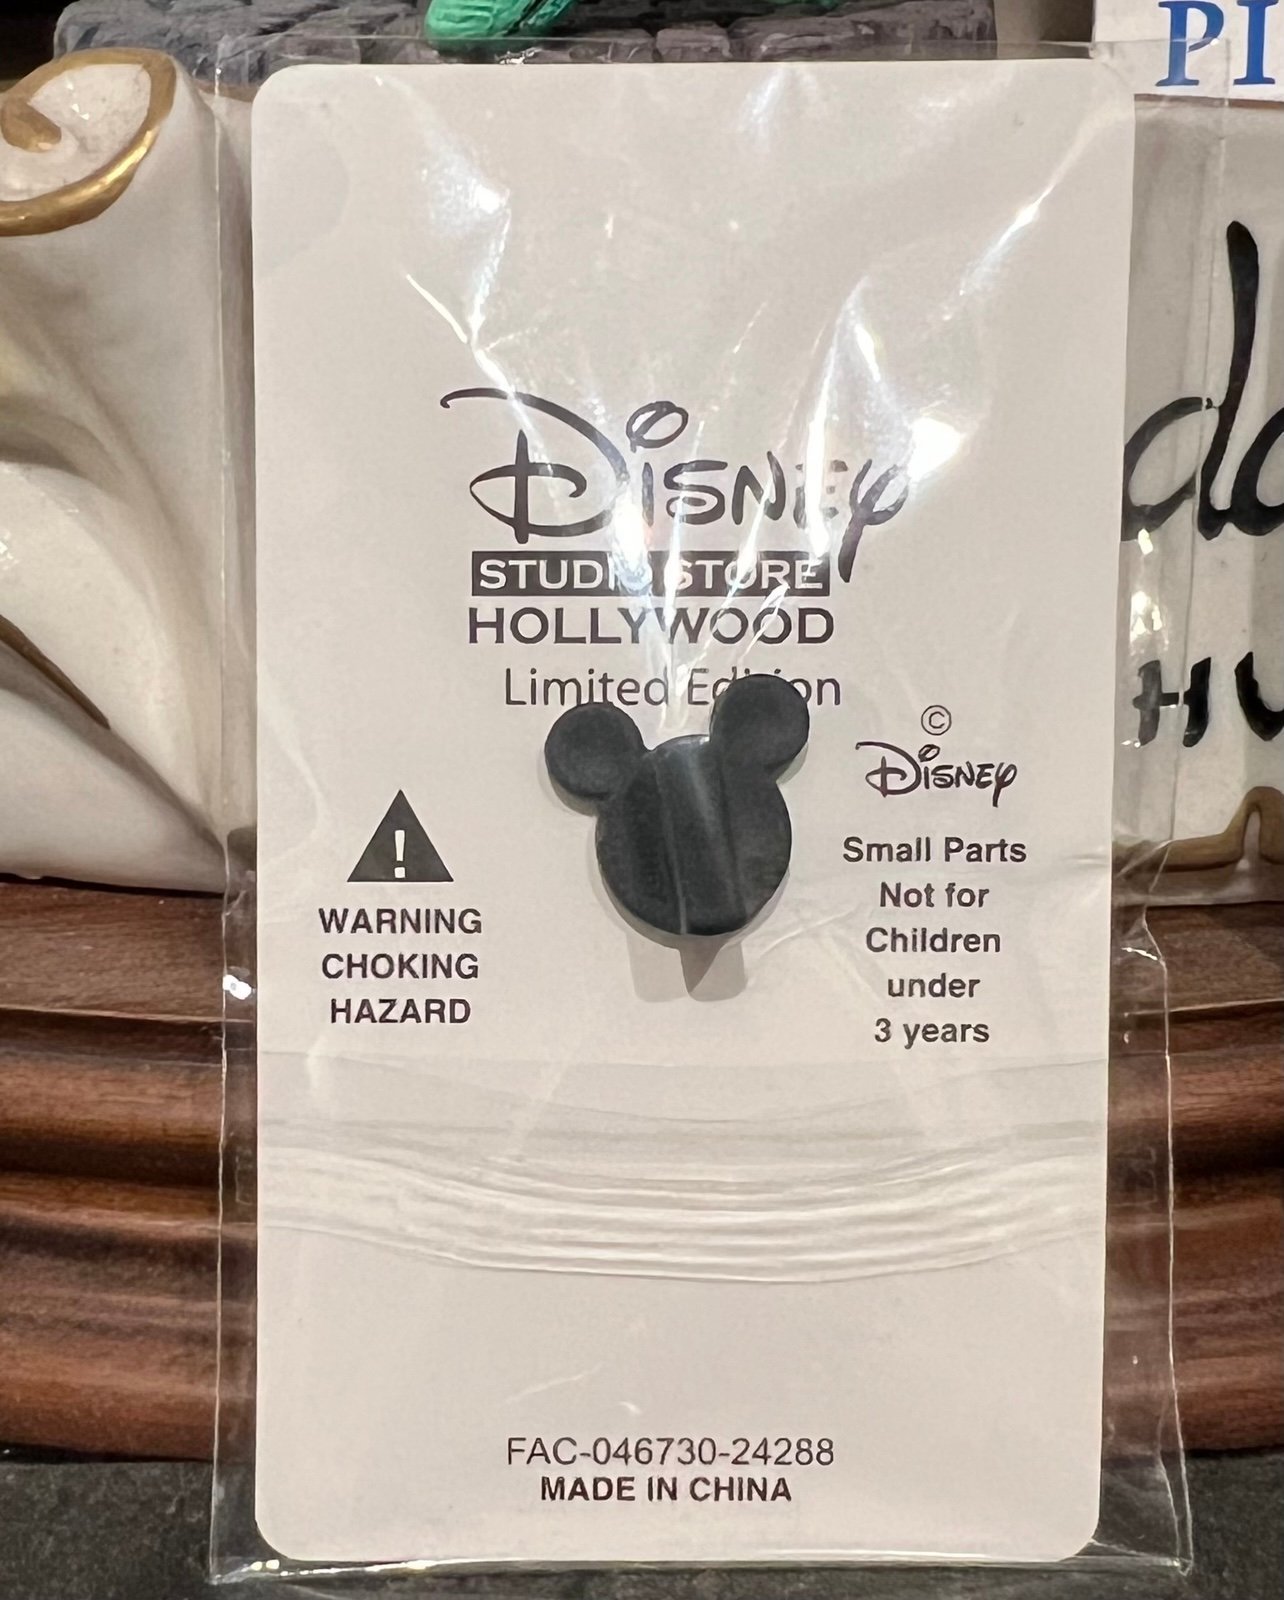 PI
Disney
STUDIO STORE
HOLLYWOOD
Limited Edition
©
Disney
WARNING
CHOKING
HAZARD
Small Parts
Not for
Children
under
3 years
FAC-046730-24288
MADE IN CHINA